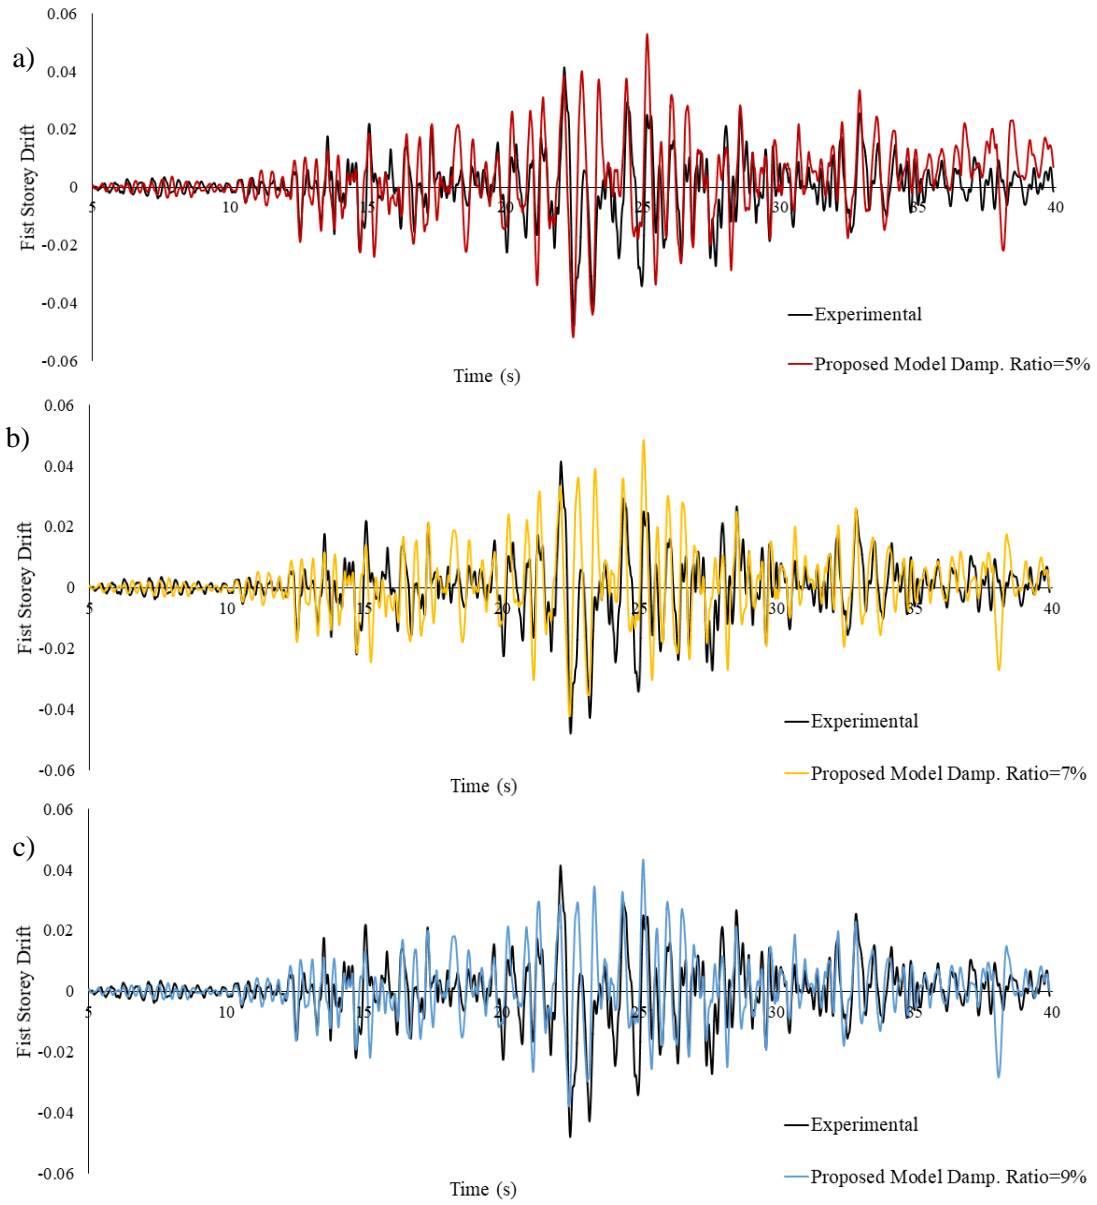 a)
Fist Storey Drift
0.06
0.04
0.02
0
-0.02
-0.04
-0.06
5 10 15 20 25 30 35 40
Time (s)
Experimental
Proposed Model Damp. Ratio=5%
b)
Fist Storey Drift
0.06
0.04
0.02
0
-0.02
-0.04
-0.06
5 10 15 20 25 30 35 40
Time (s)
Experimental
Proposed Model Damp. Ratio=7%
c)
Fist Storey Drift
0.06
0.04
0.02
0
-0.02
-0.04
-0.06
5 10 15 20 25 30 35 40
Time (s)
Experimental
Proposed Model Damp. Ratio=9%